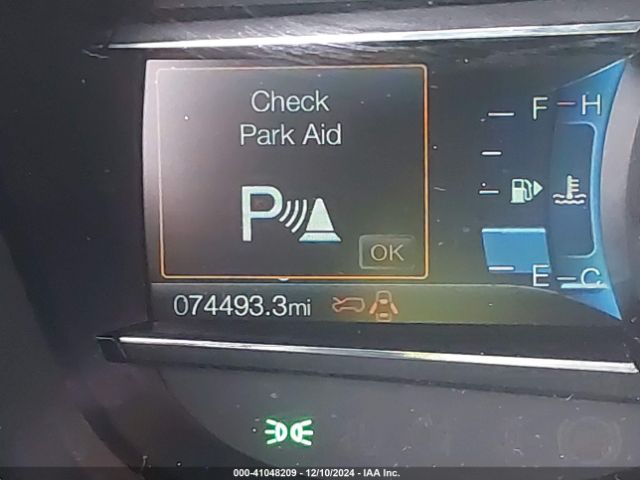 Check
Park Aid
P
OK
F
H
E
C
074493.3mi
000-41048209 - 12/10/2024 - IAA Inc.